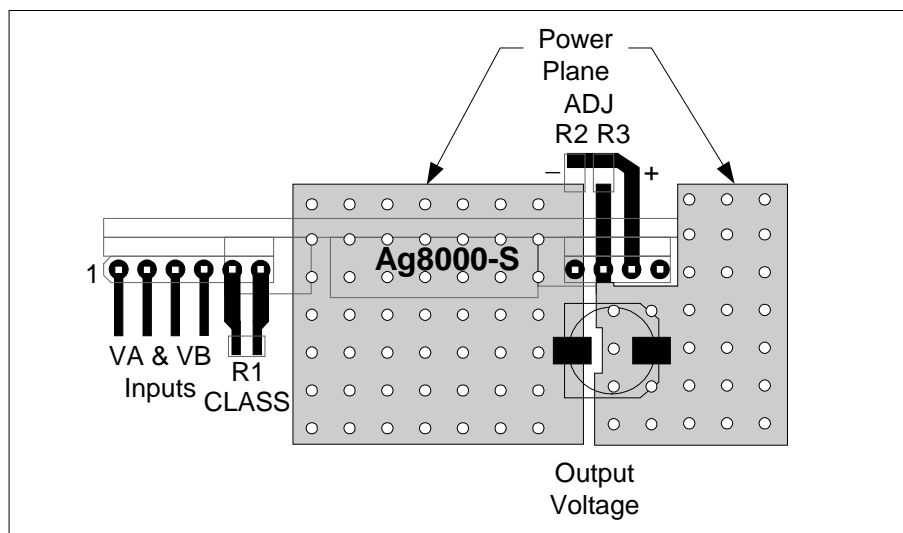 Power
Plane
ADJ
R2 R3
– +
Ag8000-S
1
VA & VB
Inputs
R1
CLASS
Output
Voltage